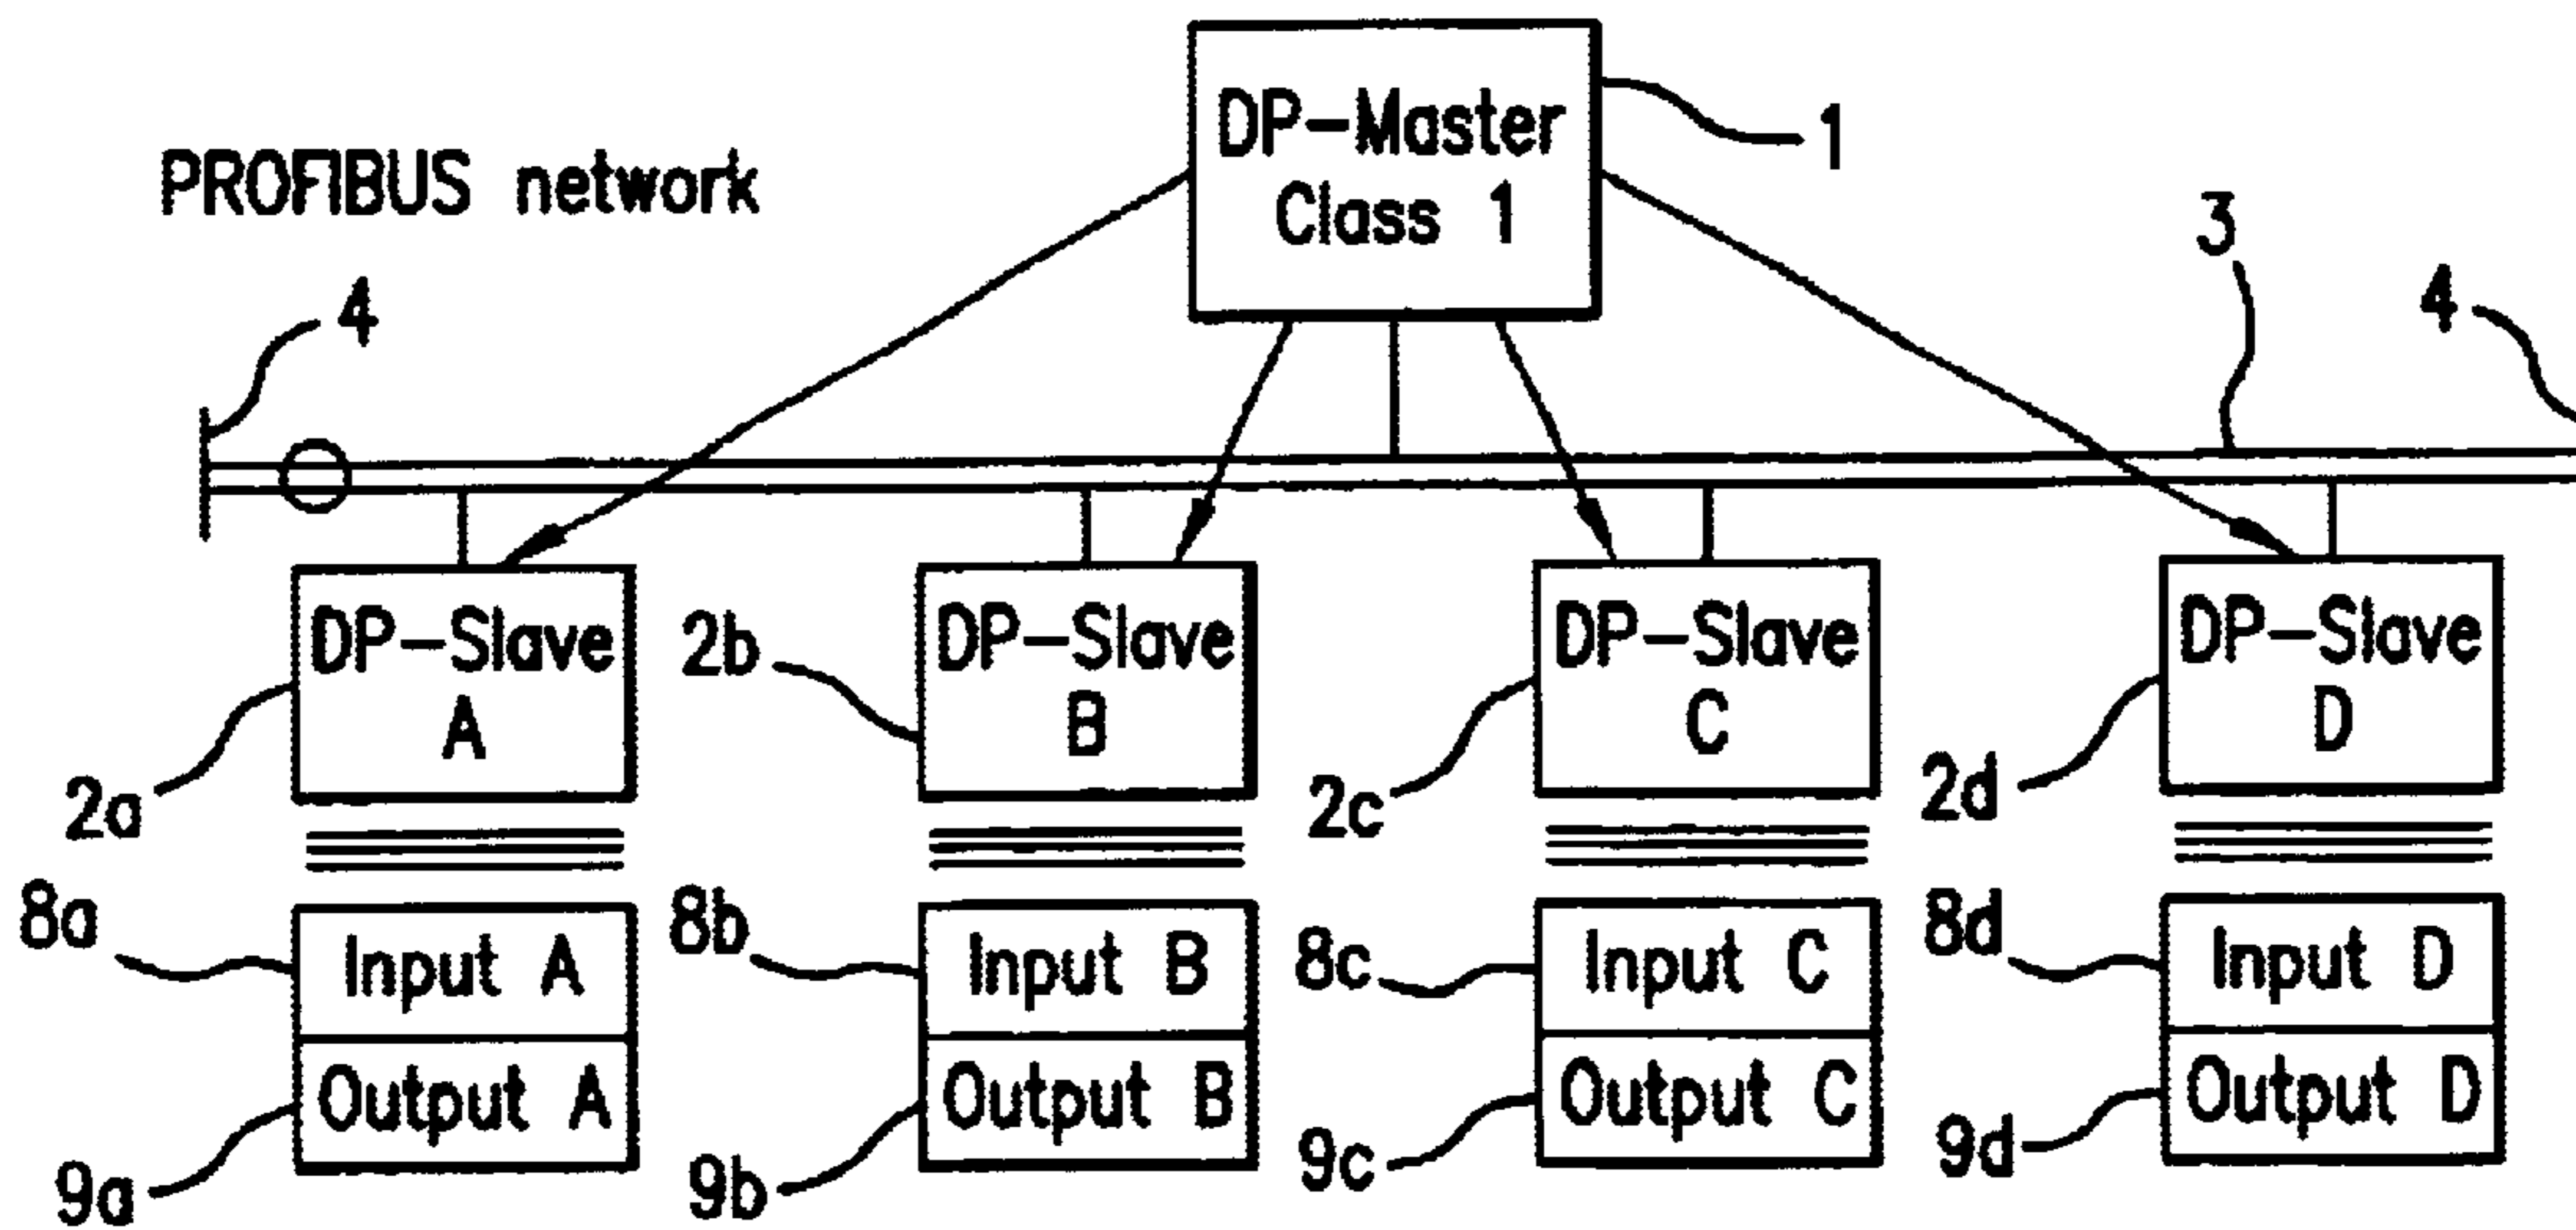 DP-Master
Class 1
1
PROFIBUS network
3
4
4
DP-Slave
A
2b
DP-Slave
B
DP-Slave
C
DP-Slave
D
2a
2c
2d
8a
Input A
8b
Input B
8c
Input C
8d
Input D
Output A
Output B
Output C
Output D
9a
9b
9c
9d